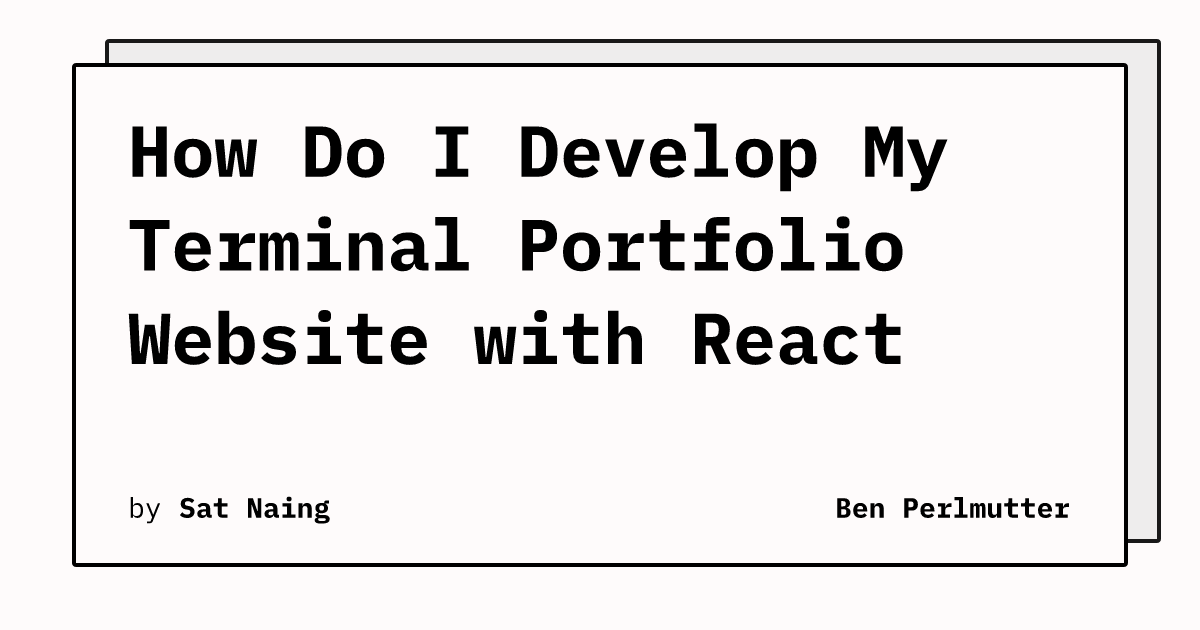 How Do I Develop My
Terminal Portfolio
Website with React
by Sat Naing
Ben Perlmutter